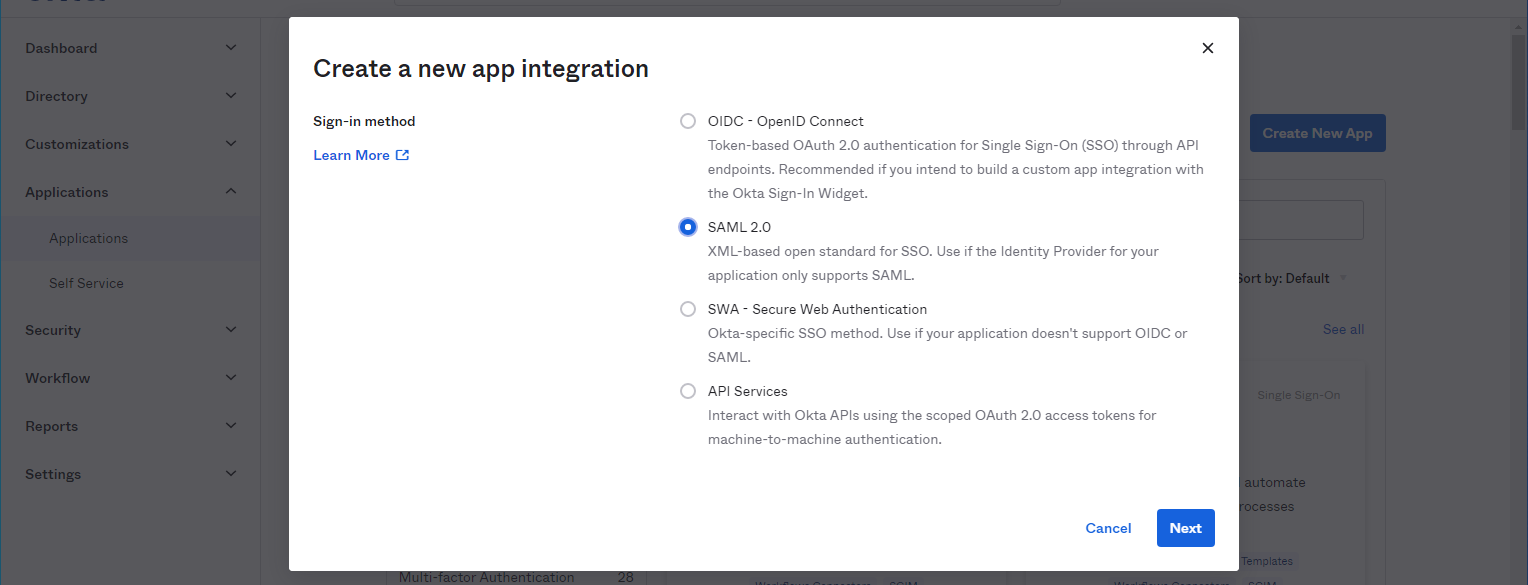 Create a new app integration
Sign-in method
Learn More
OIDC - OpenID Connect
Token-based OAuth 2.0 authentication for Single Sign-On (SSO) through API
endpoints. Recommended if you intend to build a custom app integration with
the Okta Sign-In Widget.
SAML 2.0
XML-based open standard for SSO. Use if the Identity Provider for your
application only supports SAML.
SWA - Secure Web Authentication
Okta-specific SSO method. Use if your application doesn't support OIDC or
SAML.
API Services
Interact with Okta APIs using the scoped OAuth 2.0 access tokens for
machine-to-machine authentication.
Cancel
Next
Dashboard
Directory
Customizations
Applications
Applications
Self Service
Security
Workflow
Reports
Settings
Create New App
Sort by: Default
See all
Single Sign-On
automate
rocesses
Templates
Multi-factor Authentication 28